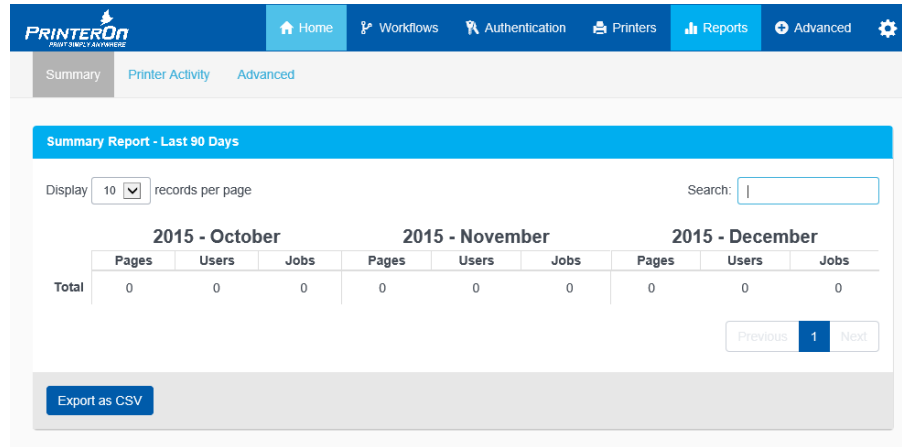 PRINTERON Home Workflows Authentication Printers Reports Advanced
PRINT SIMPLY ANYWHERE
Summary Printer Activity Advanced
Summary Report - Last 90 Days
Display 10 records per page Search:
2015 - October 2015 - November 2015 - December
Pages Users Jobs Pages Users Jobs Pages Users Jobs
Total 0 0 0 0 0 0 0 0 0
Previous 1 Next
Export as CSV